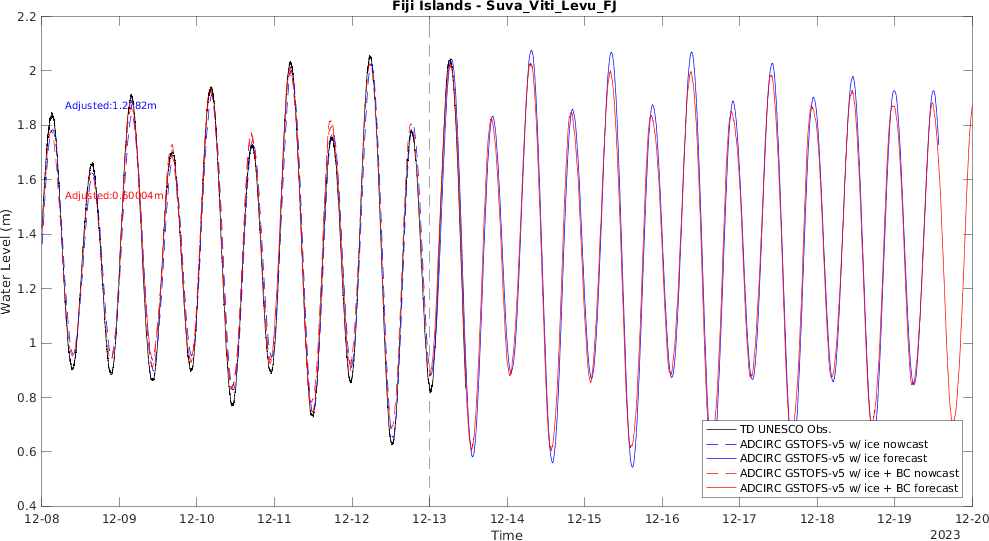 Fiji Islands - Suva_Viti_Levu_FJ
2.2
2
1.8
1.6
1.4
1.2
1
0.8
0.6
0.4
Water Level (m)
Adjusted:1.2782m
Adjusted:0.60004m
TD UNESCO Obs.
ADCIRC GSTOFS-v5 w/ ice nowcast
ADCIRC GSTOFS-v5 w/ ice forecast
ADCIRC GSTOFS-v5 w/ ice + BC nowcast
ADCIRC GSTOFS-v5 w/ ice + BC forecast
12-08 12-09 12-10 12-11 12-12 12-13 12-14 12-15 12-16 12-17 12-18 12-19 12-20
Time
2023